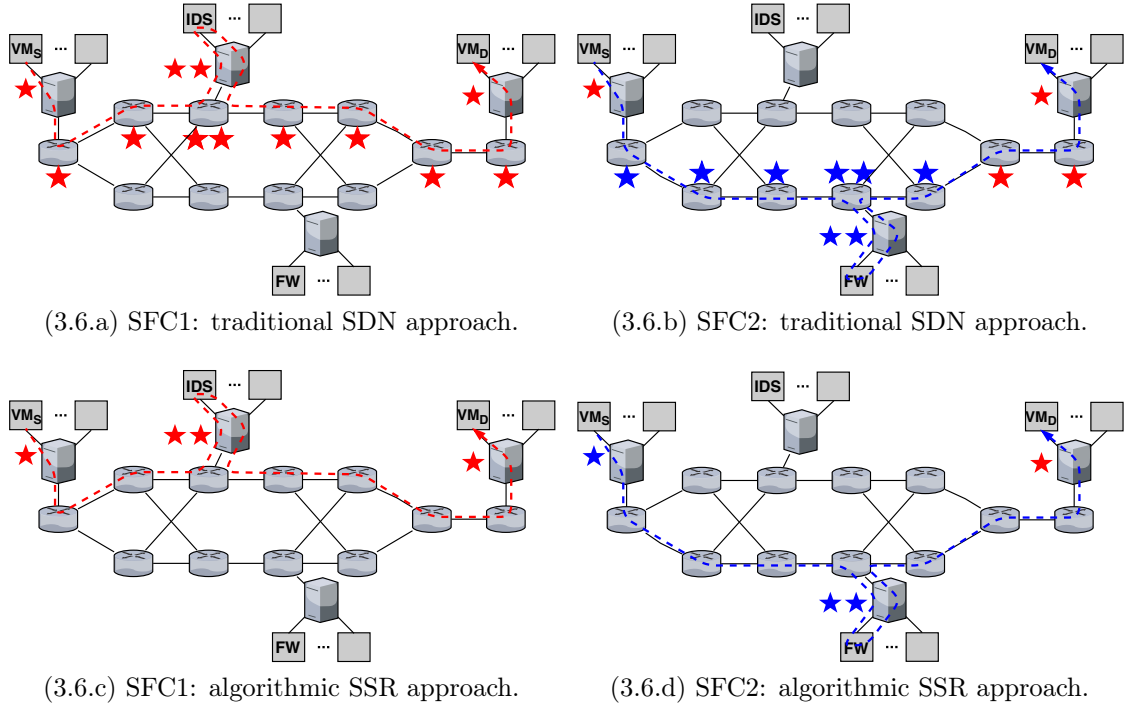 IDS ...
VMS ...
VMD ...
FW ...
(3.6.a) SFC1: traditional SDN approach.
IDS ...
VMS ...
VMD ...
FW ...
(3.6.b) SFC2: traditional SDN approach.
IDS ...
VMS ...
VMD ...
FW ...
(3.6.c) SFC1: algorithmic SSR approach.
IDS ...
VMS ...
VMD ...
FW ...
(3.6.d) SFC2: algorithmic SSR approach.